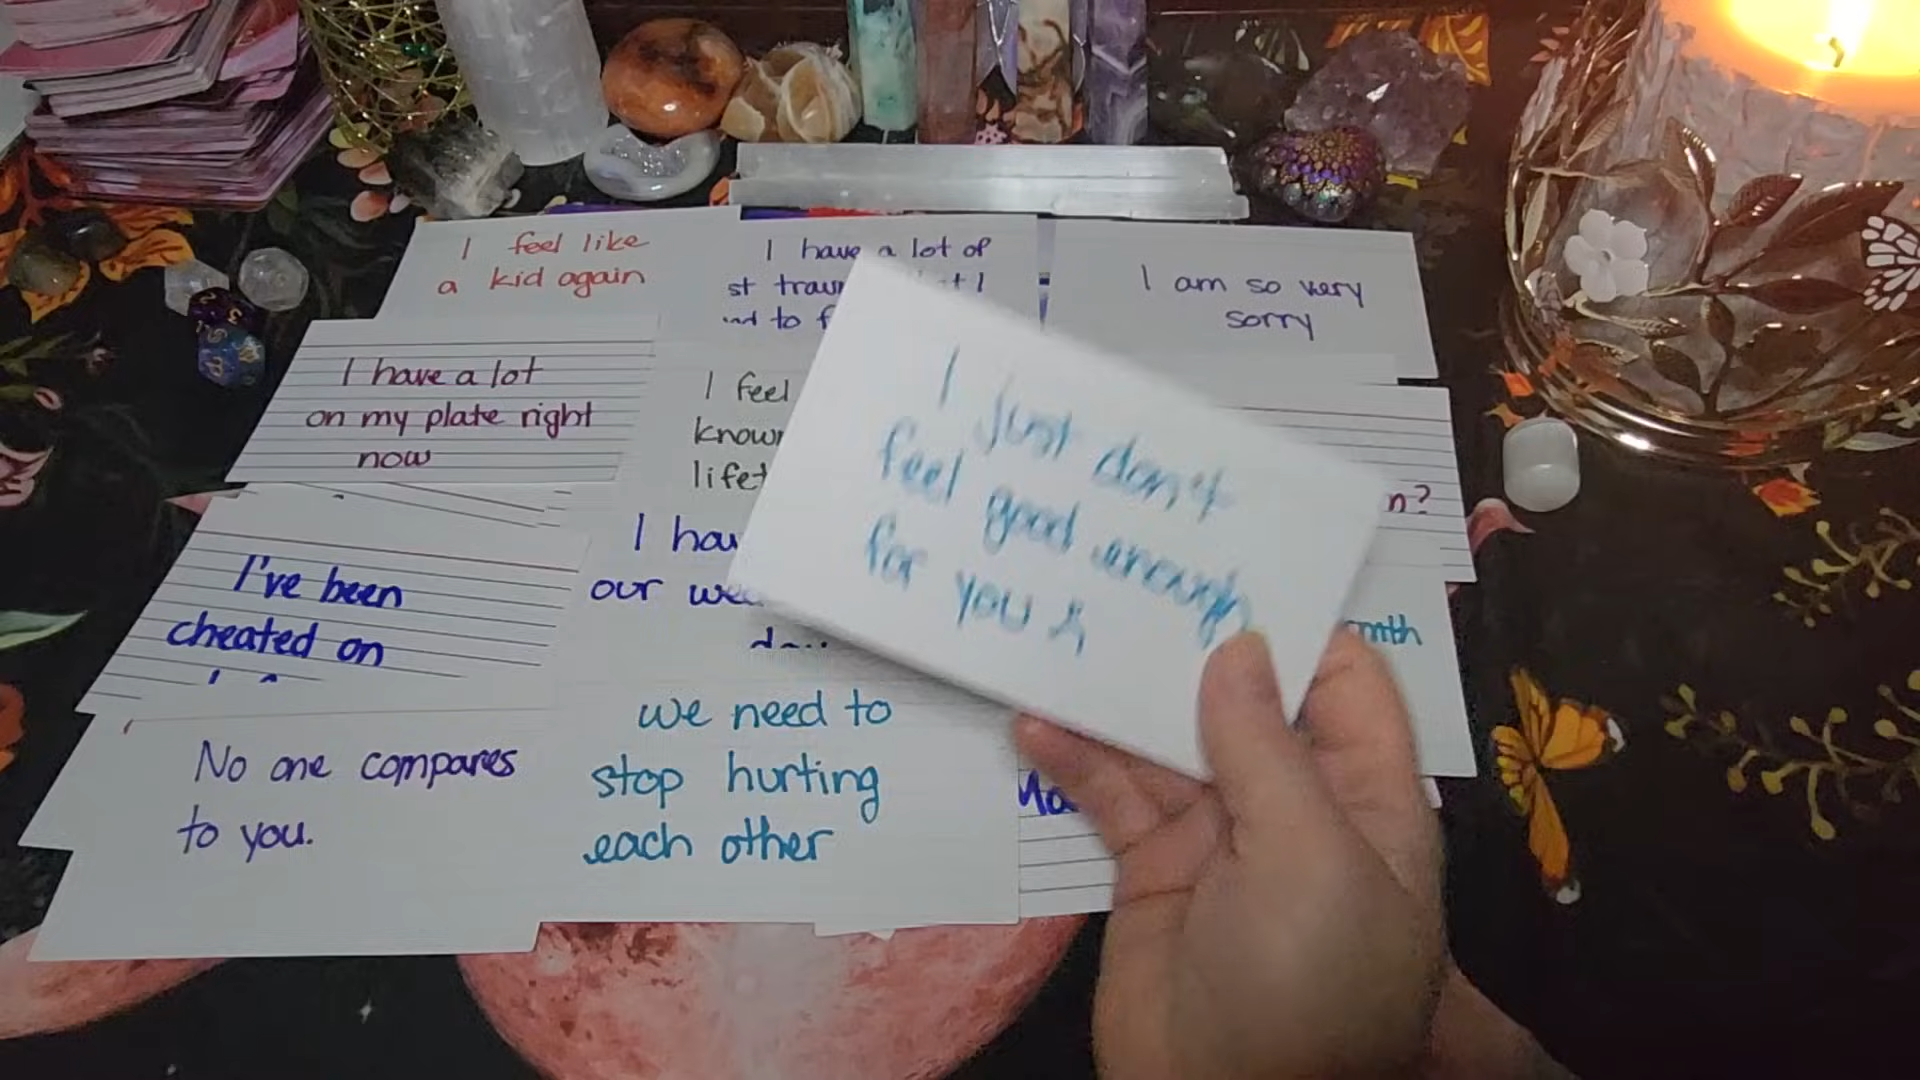 I feel like
a kid again
I have a lot of
to
I am so very
sorry
I have a lot
on my plate right
now
I feel
I just don't
feel good enough
for you
I've been
cheated on
our
No one compares
to you.
we need to
stop hurting
each other